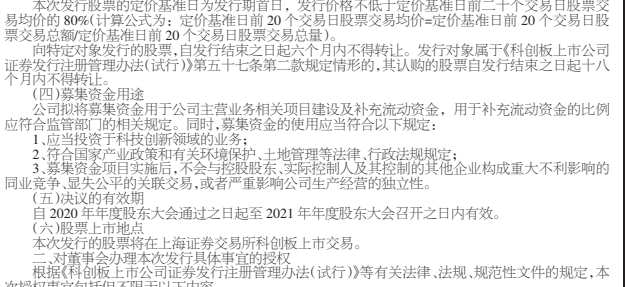 本次发行股票的定价基准日为发行期首日，发行价格不低于定价基准日前二十个交易日股票交
易均价的 80%(计算公式为：定价基准日前 20 个交易日股票交易均价=定价基准日前 20 个交易日股
票交易总额/定价基准日前 20 个交易日股票交易总量)。
向特定对象发行的股票,自发行结束之日起六个月内不得转让。发行对象属于《科创板上市公司
证券发行注册管理办法(试行)》第五十七条第二款规定情形的,其认购的股票自发行结束之日起十八
个月内不得转让。
(四)募集资金用途
公司拟将募集资金用于公司主营业务相关项目建设及补充流动资金，用于补充流动资金的比例
应符合监管部门的相关规定。同时,募集资金的使用应当符合以下规定：
1、应当投资于科技创新领域的业务；
2、符合国家产业政策和有关环境保护、土地管理等法律、行政法规规定；
3、募集资金项目实施后,不会与控股股东、实际控制人及其控制的其他企业构成重大不利影响的
同业竞争、显失公平的关联交易,或者严重影响公司生产经营的独立性。
(五)决议的有效期
自 2020 年年度股东大会通过之日起至 2021 年年度股东大会召开之日内有效。
(六)股票上市地点
本次发行的股票将在上海证券交易所科创板上市交易。
二、对董事会办理本次发行具体事宜的授权
根据《科创板上市公司证券发行注册管理办法(试行)》等有关法律、法规、规范性文件的规定,本
次授权事宜包括但不限于以下内容